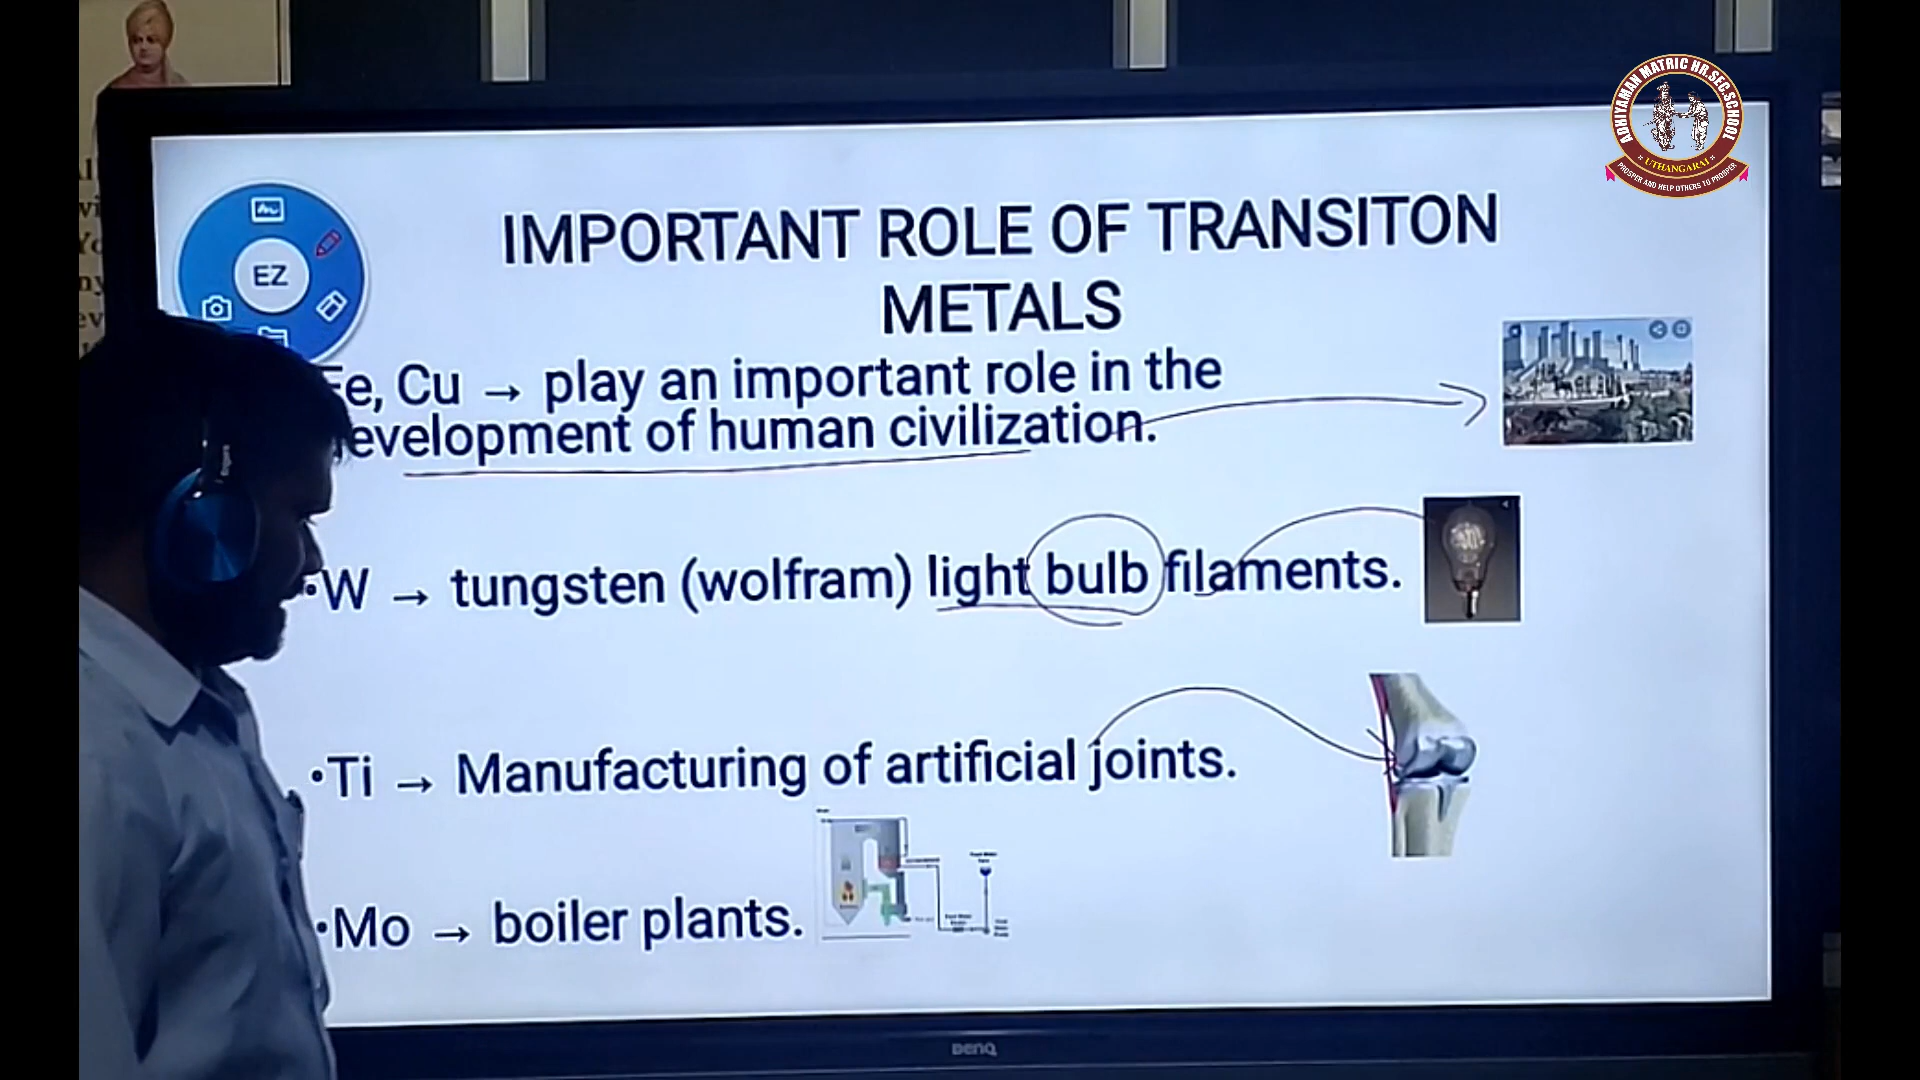 ADHIYAMAN MATRIC HR.SEC.SCHOOL
UTHANGARAI
PROSPER AND HELP OTHERS TO PROSPER
EZ
IMPORTANT ROLE OF TRANSITON
METALS
Fe, Cu → play an important role in the
development of human civilization.
•W → tungsten (wolfram) light bulb filaments.
•Ti → Manufacturing of artificial joints.
•Mo → boiler plants.
BenQ